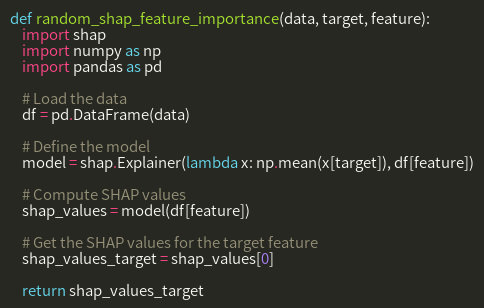 def random_shap_feature_importance(data, target, feature):
    import shap
    import numpy as np
    import pandas as pd

    # Load the data
    df = pd.DataFrame(data)

    # Define the model
    model = shap.Explainer(lambda x: np.mean(x[target]), df[feature])

    # Compute SHAP values
    shap_values = model(df[feature])

    # Get the SHAP values for the target feature
    shap_values_target = shap_values[0]

    return shap_values_target